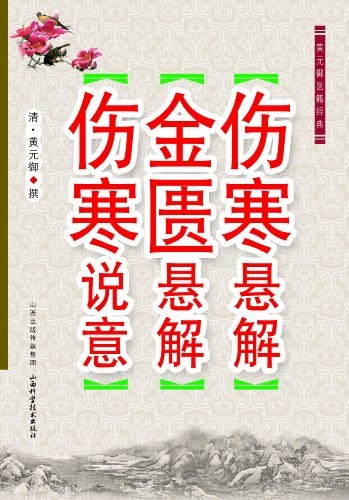 黄元御医籍经典
【伤寒悬解】
【金匮悬解】
【伤寒说意】
清·黄元御◆撰
山西出版传媒集团
山西科学技术出版社